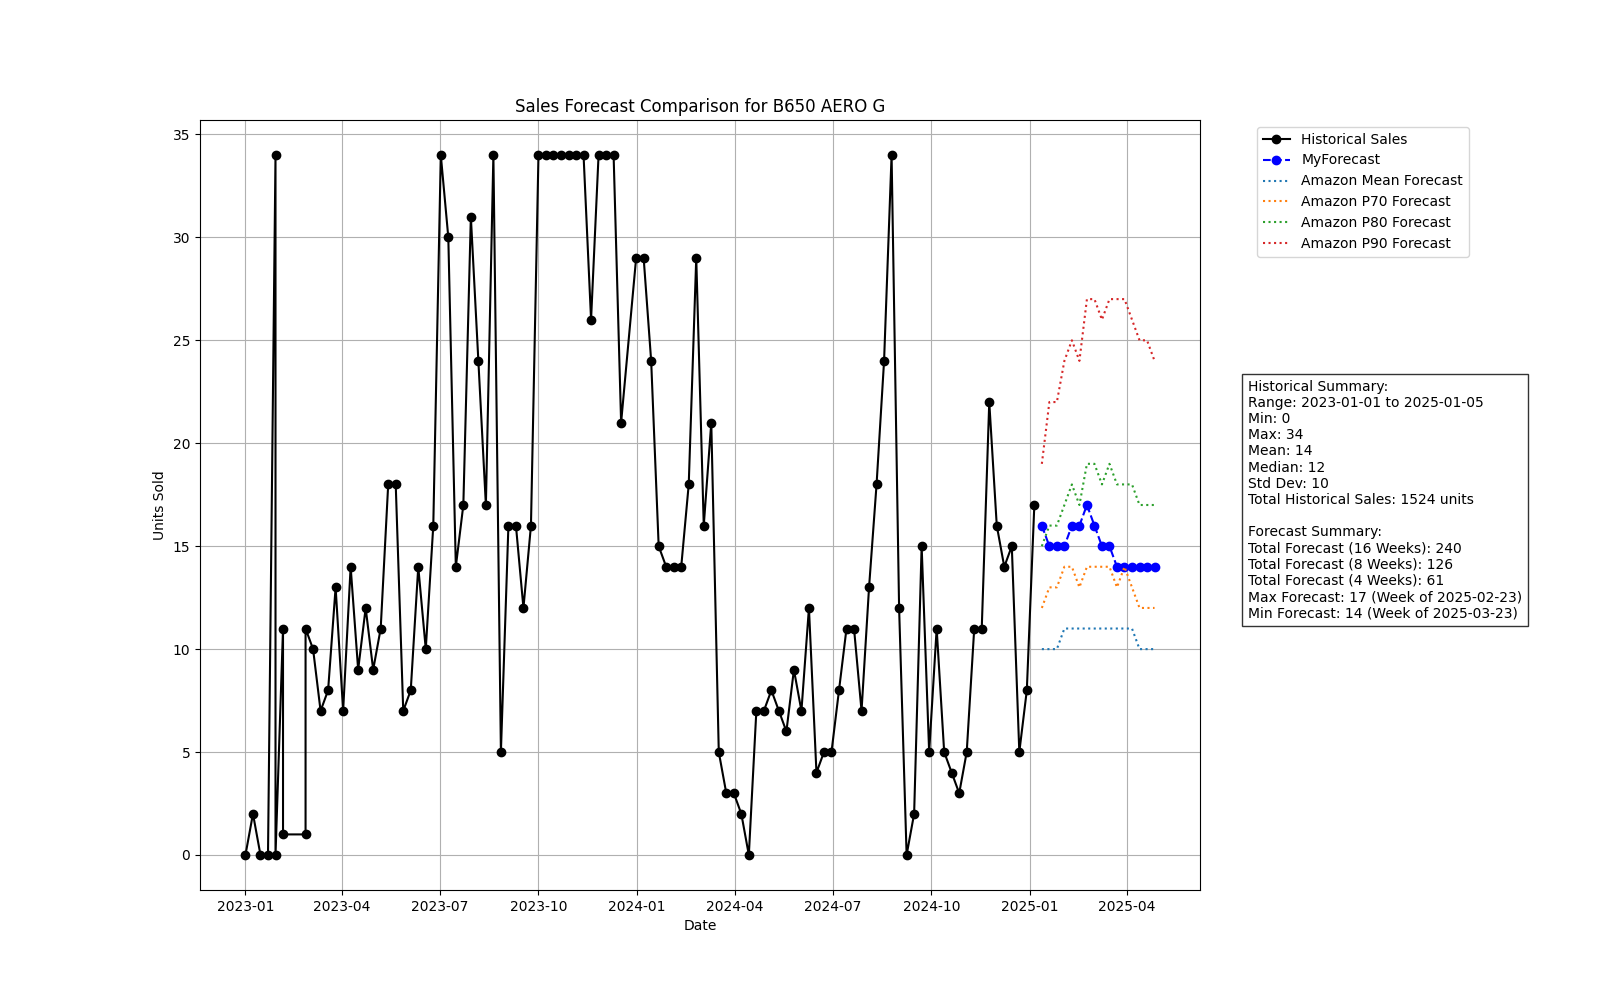 Sales Forecast Comparison for B650 AERO G
Historical Sales
MyForecast
Amazon Mean Forecast
Amazon P70 Forecast
Amazon P80 Forecast
Amazon P90 Forecast
35
30
25
20
15
10
5
0
Units Sold
2023-01
2023-04
2023-07
2023-10
2024-01
2024-04
2024-07
2024-10
2025-01
2025-04
Date
Historical Summary:
Range: 2023-01-01 to 2025-01-05
Min: 0
Max: 34
Mean: 14
Median: 12
Std Dev: 10
Total Historical Sales: 1524 units
Forecast Summary:
Total Forecast (16 Weeks): 240
Total Forecast (8 Weeks): 126
Total Forecast (4 Weeks): 61
Max Forecast: 17 (Week of 2025-02-23)
Min Forecast: 14 (Week of 2025-03-23)